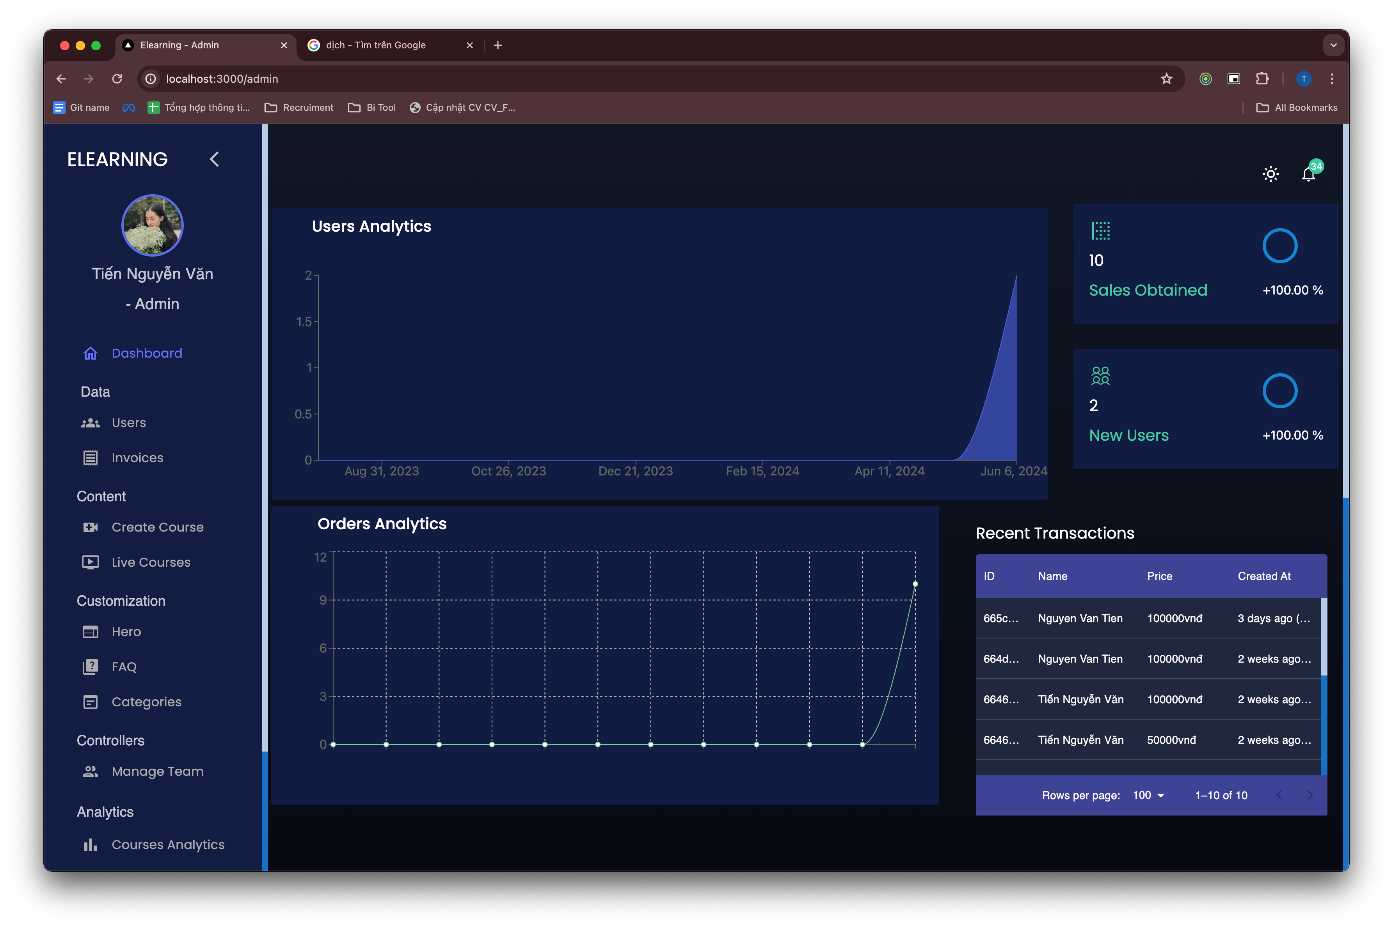 Elearning - Admin
dịch - Tìm trên Google
localhost:3000/admin
T
Git name
Tổng hợp thông ti...
Recruiment
Bi Tool
Cập nhật CV CV_F...
All Bookmarks
ELEARNING
Tiến Nguyễn Văn
- Admin
Dashboard
Data
Users
Invoices
Content
Create Course
Live Courses
Customization
Hero
FAQ
Categories
Controllers
Manage Team
Analytics
Courses Analytics
34
Users Analytics
2
1.5
1
0.5
0
Aug 31, 2023 Oct 26, 2023 Dec 21, 2023 Feb 15, 2024 Apr 11, 2024 Jun 6, 2024
10
Sales Obtained
+100.00 %
2
New Users
+100.00 %
Orders Analytics
12
9
6
3
0
Recent Transactions
ID Name Price Created At
665c... Nguyen Van Tien 100000vnđ 3 days ago (...
664d... Nguyen Van Tien 100000vnđ 2 weeks ago...
6646... Tiến Nguyễn Văn 100000vnđ 2 weeks ago...
6646... Tiến Nguyễn Văn 50000vnđ 2 weeks ago...
Rows per page: 100 1–10 of 10